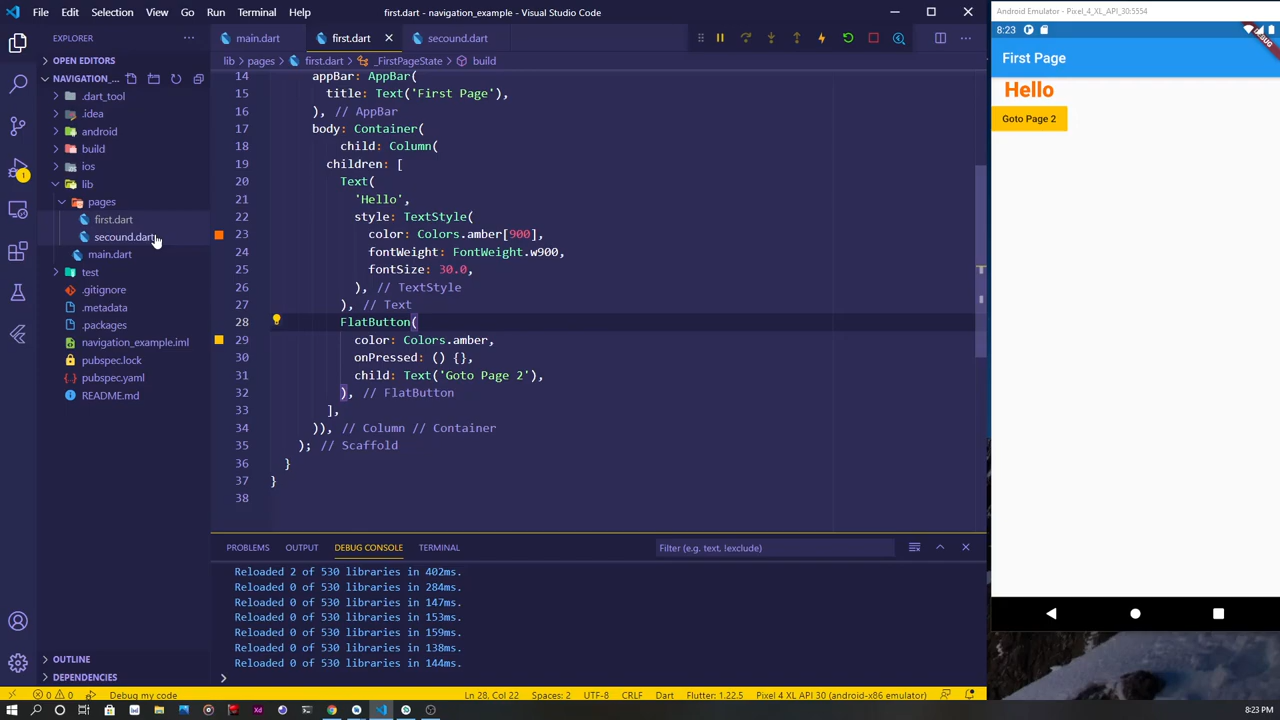 File Edit Selection View Go Run Terminal Help
first.dart - navigation_example - Visual Studio Code
EXPLORER
OPEN EDITORS
NAVIGATION_...
.dart_tool
.idea
android
build
ios
lib
pages
first.dart
secound.dart
main.dart
test
.gitignore
.metadata
.packages
navigation_example.iml
pubspec.lock
pubspec.yaml
README.md
OUTLINE
DEPENDENCIES
1
main.dart first.dart secound.dart
lib > pages > first.dart > _FirstPageState > build
14 appBar: AppBar(
15 title: Text('First Page'),
16 ), // AppBar
17 body: Container(
18 child: Column(
19 children: [
20 Text(
21 'Hello',
22 style: TextStyle(
23 color: Colors.amber[900],
24 fontWeight: FontWeight.w900,
25 fontSize: 30.0,
26 ), // TextStyle
27 ), // Text
28 FlatButton(
29 color: Colors.amber,
30 onPressed: () {},
31 child: Text('Goto Page 2'),
32 ), // FlatButton
33 ],
34 )), // Column // Container
35 ); // Scaffold
36 }
37 }
38
PROBLEMS OUTPUT DEBUG CONSOLE TERMINAL
Filter (e.g. text, !exclude)
Reloaded 2 of 530 libraries in 402ms.
Reloaded 0 of 530 libraries in 284ms.
Reloaded 0 of 530 libraries in 147ms.
Reloaded 0 of 530 libraries in 153ms.
Reloaded 0 of 530 libraries in 159ms.
Reloaded 0 of 530 libraries in 138ms.
Reloaded 0 of 530 libraries in 144ms.
0 0 Debug my code
Ln 28, Col 22 Spaces: 2 UTF-8 CRLF Dart Flutter: 1.22.5 Pixel 4 XL API 30 (android-x86 emulator)
Android Emulator - Pixel_4_XL_API_30:5554
8:23
DEBUG
First Page
Hello
Goto Page 2
8:23 PM